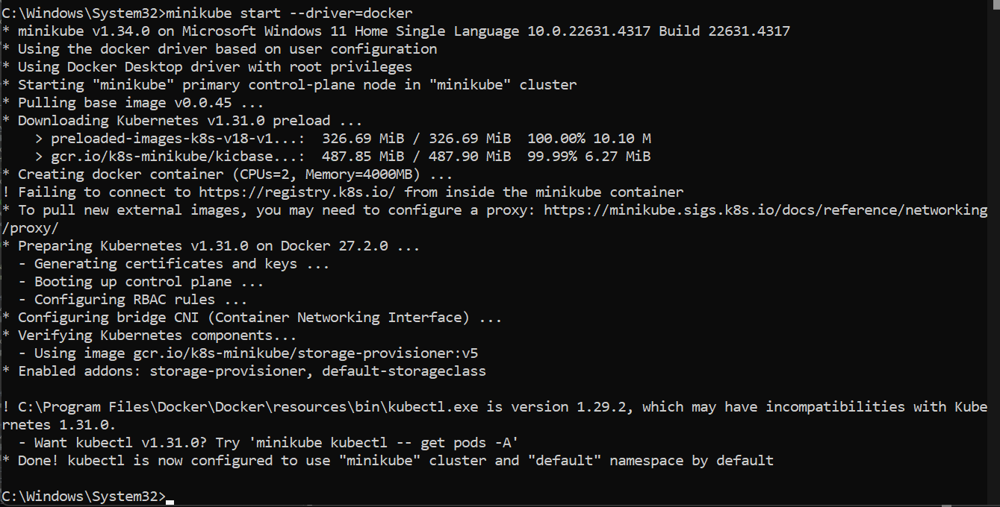 C:\Windows\System32>minikube start --driver=docker
* minikube v1.34.0 on Microsoft Windows 11 Home Single Language 10.0.22631.4317 Build 22631.4317
* Using the docker driver based on user configuration
* Using Docker Desktop driver with root privileges
* Starting "minikube" primary control-plane node in "minikube" cluster
* Pulling base image v0.0.45 ...
* Downloading Kubernetes v1.31.0 preload ...
    > preloaded-images-k8s-v18-v1...:  326.69 MiB / 326.69 MiB  100.00% 10.10 M
    > gcr.io/k8s-minikube/kicbase...:  487.85 MiB / 487.90 MiB  99.99% 6.27 MiB
* Creating docker container (CPUs=2, Memory=4000MB) ...
! Failing to connect to https://registry.k8s.io/ from inside the minikube container
* To pull new external images, you may need to configure a proxy: https://minikube.sigs.k8s.io/docs/reference/networking
/proxy/
* Preparing Kubernetes v1.31.0 on Docker 27.2.0 ...
  - Generating certificates and keys ...
  - Booting up control plane ...
  - Configuring RBAC rules ...
* Configuring bridge CNI (Container Networking Interface) ...
* Verifying Kubernetes components...
  - Using image gcr.io/k8s-minikube/storage-provisioner:v5
* Enabled addons: storage-provisioner, default-storageclass

! C:\Program Files\Docker\Docker\resources\bin\kubectl.exe is version 1.29.2, which may have incompatibilities with Kube
rnetes 1.31.0.
  - Want kubectl v1.31.0? Try 'minikube kubectl -- get pods -A'
* Done! kubectl is now configured to use "minikube" cluster and "default" namespace by default

C:\Windows\System32>